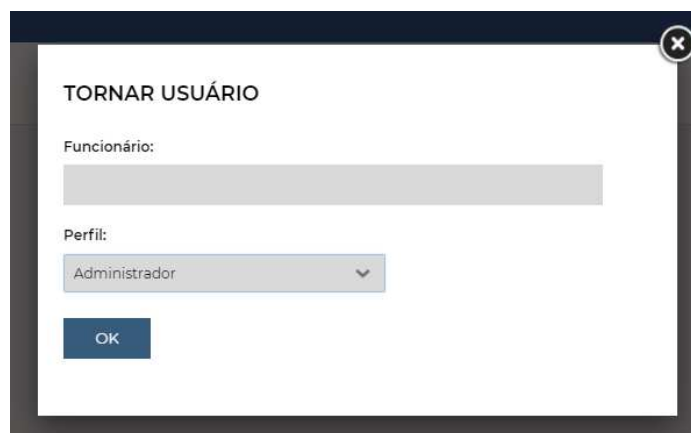 TORNAR USUÁRIO
Funcionário:
Perfil:
Administrador
OK